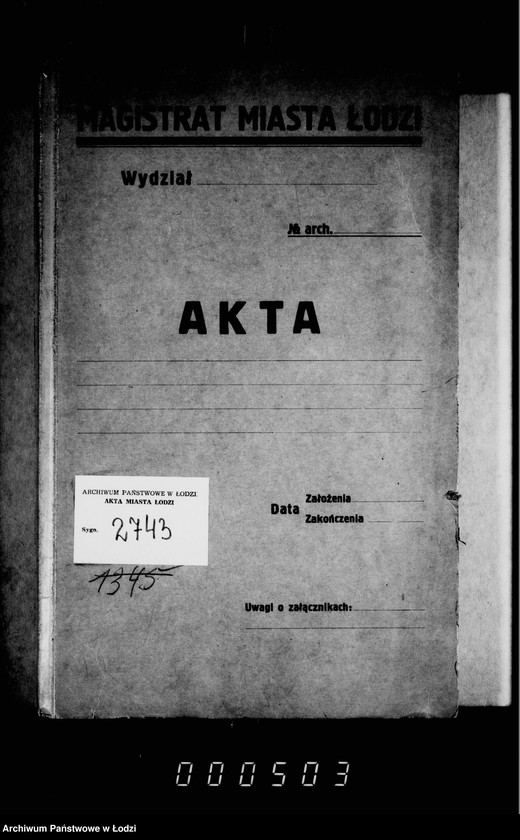 MAGISTRAT MIASTA ŁODZI
Wydział
№ arch.
AKTA
ARCHIWUM PAŃSTWOWE W ŁODZI
AKTA MIASTA ŁODZI
Sygn. 2743
1345
Data
Założenia
Zakończenia
Uwagi o załącznikach:
000503
Archiwum Państwowe w Łodzi